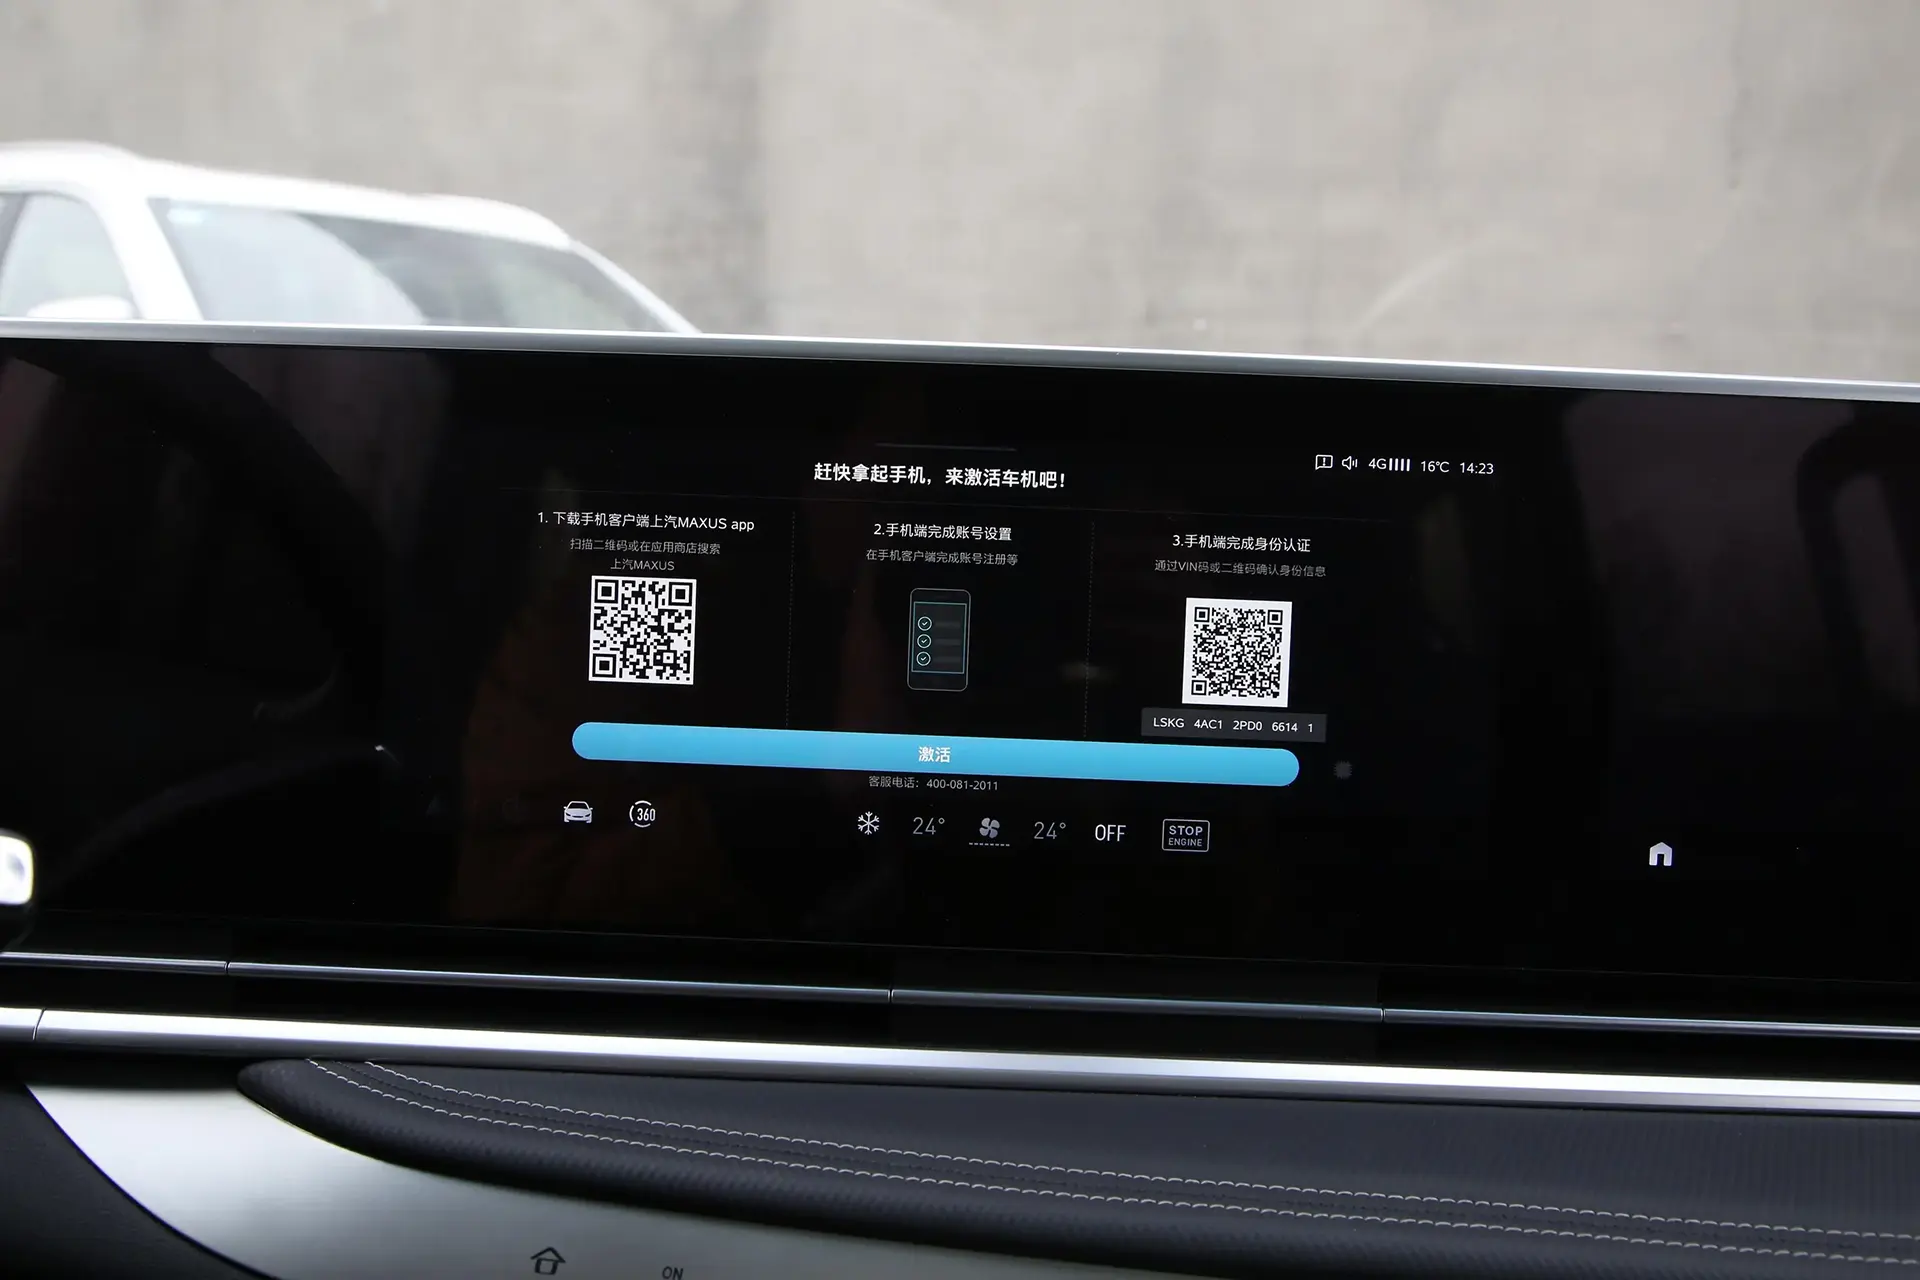 4G 16℃ 14:23
赶快拿起手机，来激活车机吧！
1. 下载手机客户端上汽MAXUS app
扫描二维码或在应用商店搜索
上汽MAXUS
2.手机端完成账号设置
在手机客户端完成账号注册等
3.手机端完成身份认证
通过VIN码或二维码确认身份信息
LSKG 4AC1 2PD0 6614 1
激活
客服电话：400-081-2011
360
24° 24° OFF
STOP
ENGINE
ON